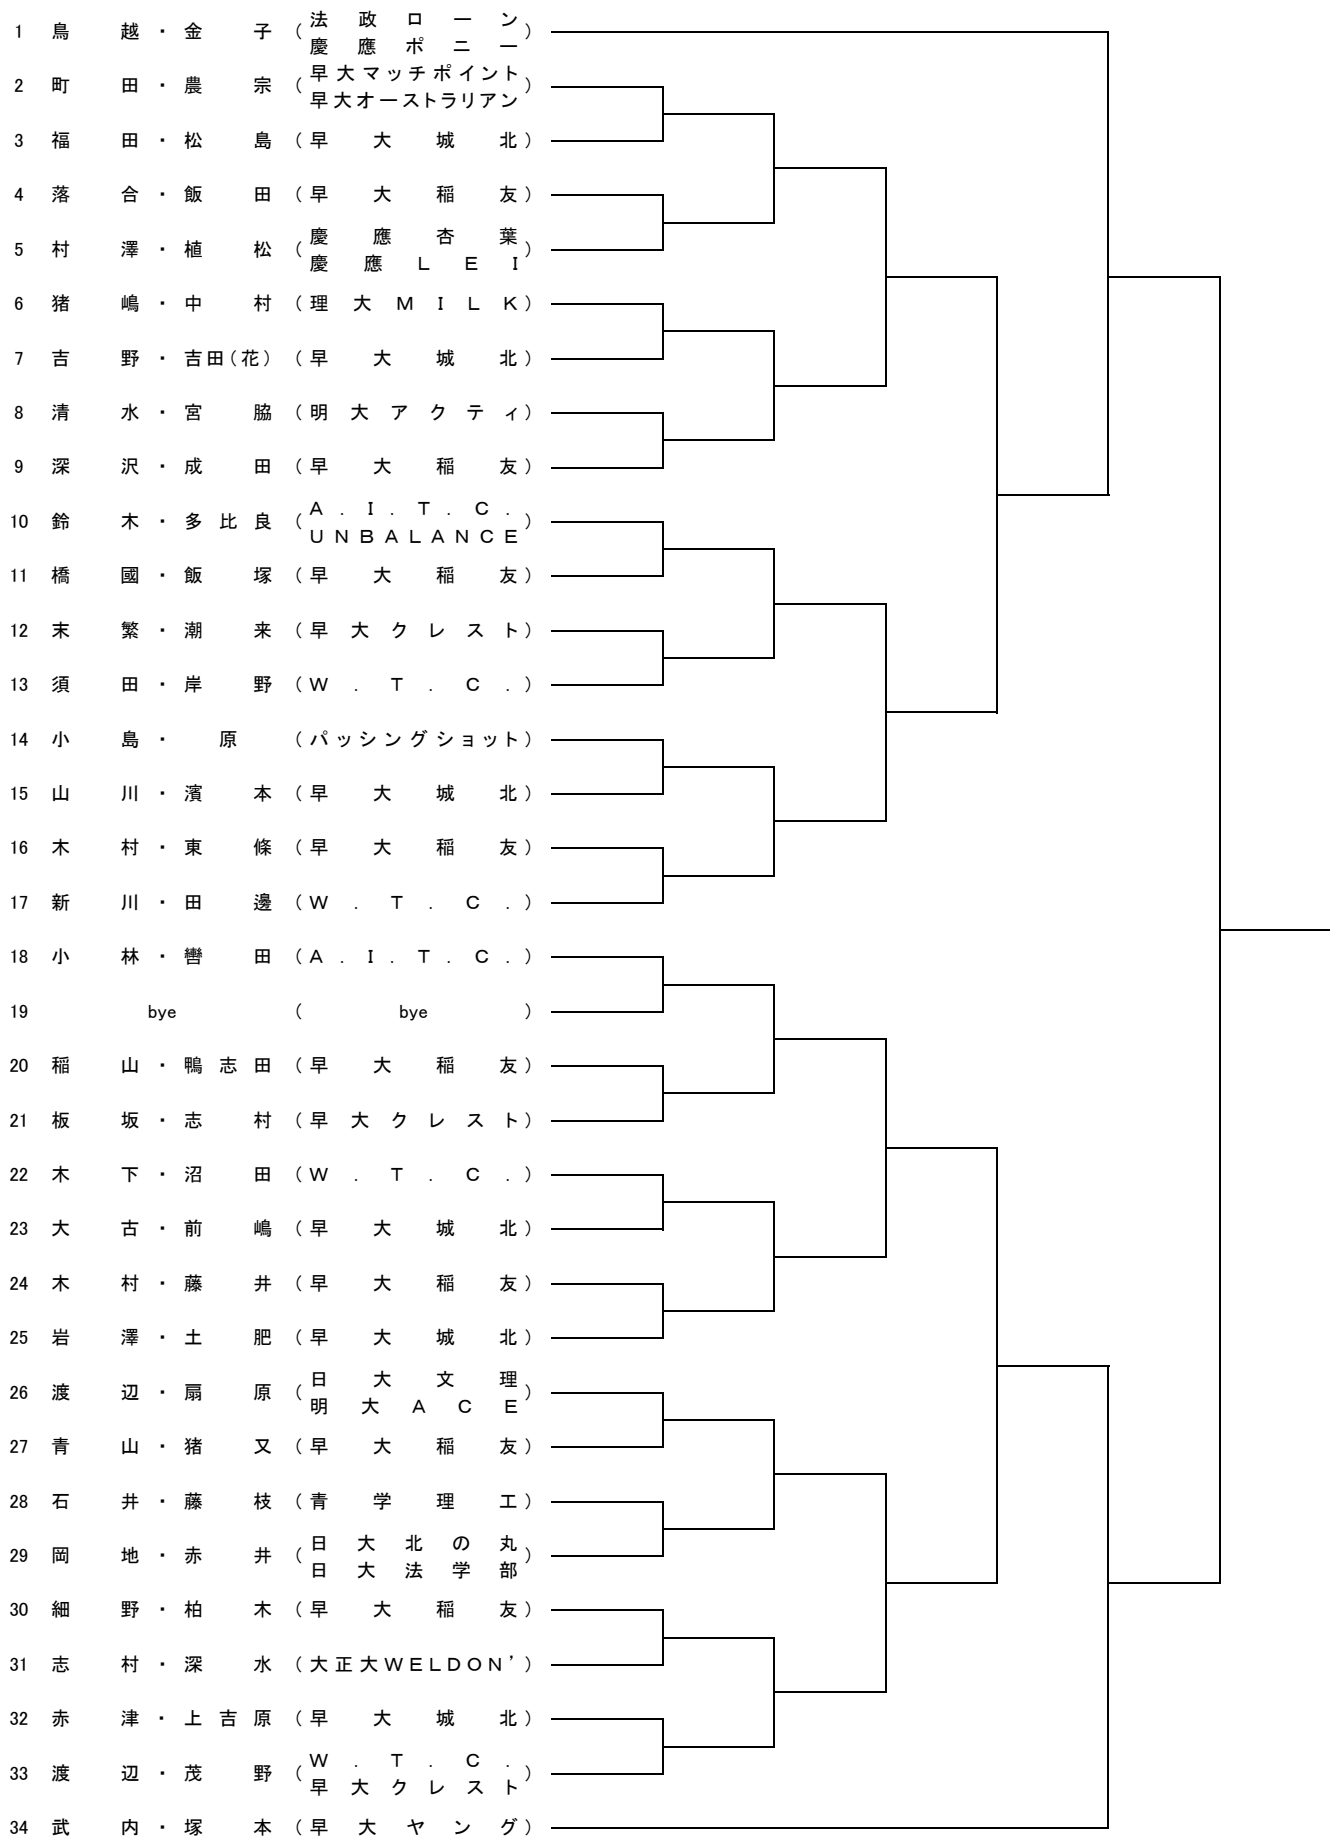 1 鳥越・金子 (法政ローン 慶應ポニー)
2 町田・農宗 (早大マッチポイント 早大オーストラリアン)
3 福田・松島 (早大城北)
4 落合・飯田 (早大稲友)
5 村澤・植松 (慶應杏葉 慶應LEI)
6 猪嶋・中村 (理大MILK)
7 吉野・吉田(花) (早大城北)
8 清水・宮脇 (明大アクティ)
9 深沢・成田 (早大稲友)
10 鈴木・多比良 (A.I.T.C. UNBALANCE)
11 橋國・飯塚 (早大稲友)
12 末繁・潮来 (早大クレスト)
13 須田・岸野 (W.T.C.)
14 小島・原 (パッシングショット)
15 山川・濱本 (早大城北)
16 木村・東條 (早大稲友)
17 新川・田邊 (W.T.C.)
18 小林・轡田 (A.I.T.C.)
19 bye (bye)
20 稲山・鴨志田 (早大稲友)
21 板坂・志村 (早大クレスト)
22 木下・沼田 (W.T.C.)
23 大古・前嶋 (早大城北)
24 木村・藤井 (早大稲友)
25 岩澤・土肥 (早大城北)
26 渡辺・扇原 (日大文理 明大ACE)
27 青山・猪又 (早大稲友)
28 石井・藤枝 (青学理工)
29 岡地・赤井 (日大北の丸 日大法学部)
30 細野・柏木 (早大稲友)
31 志村・深水 (大正大WELDON')
32 赤津・上吉原 (早大城北)
33 渡辺・茂野 (W.T.C. 早大クレスト)
34 武内・塚本 (早大ヤング)